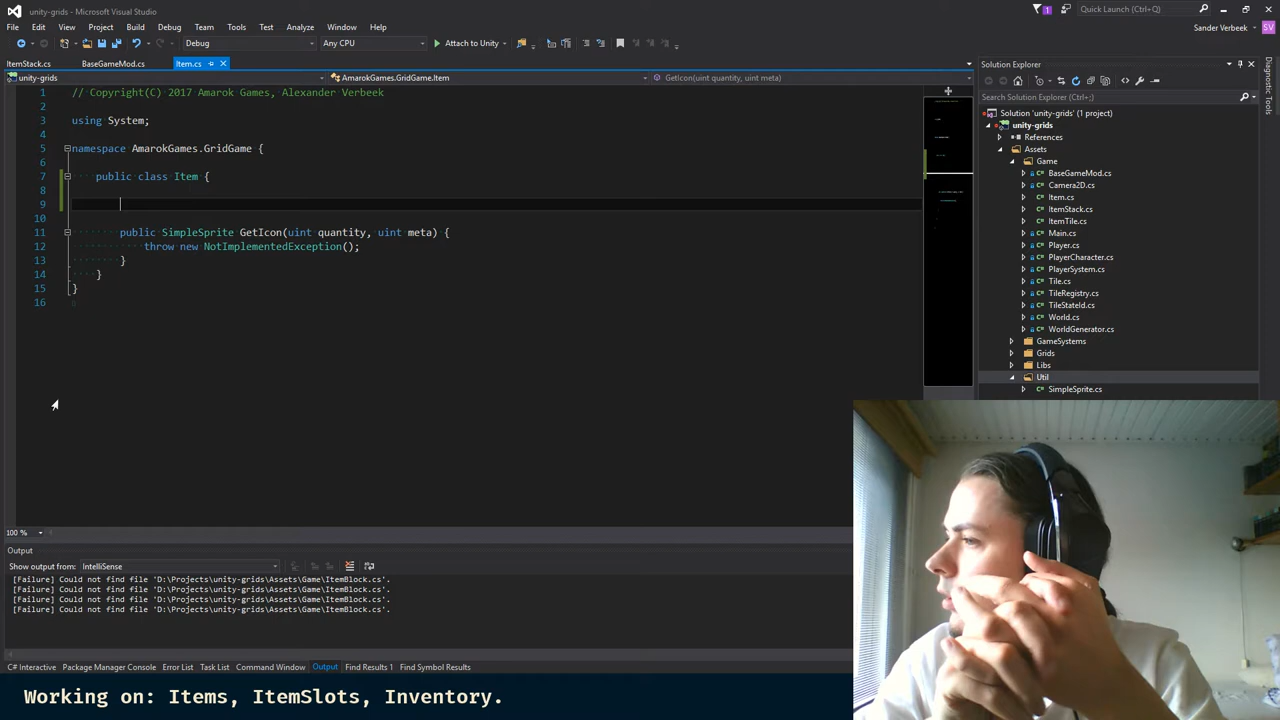 unity-grids - Microsoft Visual Studio
1
Quick Launch (Ctrl+Q)
File Edit View Project Build Debug Team Tools Test Analyze Window Help
Sander Verbeek SV
Debug Any CPU Attach to Unity
ItemStack.cs BaseGameMod.cs Item.cs
unity-grids AmarokGames.GridGame.Item GetIcon(uint quantity, uint meta)
1 // Copyright(C) 2017 Amarok Games, Alexander Verbeek
2
3 using System;
4
5 namespace AmarokGames.GridGame {
6
7 public class Item {
8
9
10
11 public SimpleSprite GetIcon(uint quantity, uint meta) {
12 throw new NotImplementedException();
13 }
14 }
15 }
16
100 %
Solution Explorer
Search Solution Explorer (Ctrl+;)
Solution 'unity-grids' (1 project)
unity-grids
References
Assets
Game
BaseGameMod.cs
Camera2D.cs
Item.cs
ItemStack.cs
ItemTile.cs
Main.cs
Player.cs
PlayerCharacter.cs
PlayerSystem.cs
Tile.cs
TileRegistry.cs
TileStateId.cs
World.cs
WorldGenerator.cs
GameSystems
Grids
Libs
Util
SimpleSprite.cs
Diagnostic Tools
Output
Show output from: IntelliSense
[Failure] Could not find file 'D:\Projects\unity-grids\Assets\Game\ItemBlock.cs'.
[Failure] Could not find file 'D:\Projects\unity-grids\Assets\Game\ItemBlock.cs'.
[Failure] Could not find file 'D:\Projects\unity-grids\Assets\Game\ItemBlock.cs'.
[Failure] Could not find file 'D:\Projects\unity-grids\Assets\Game\ItemBlock.cs'.
C# Interactive Package Manager Console Error List Task List Command Window Output Find Results 1 Find Symbol Results
Working on: Items, ItemSlots, Inventory.